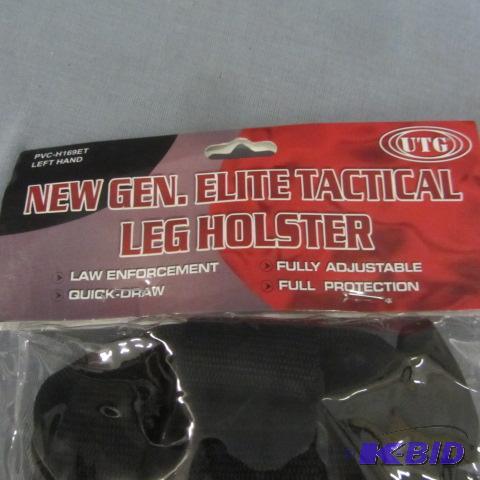 PVC-H169ET
LEFT HAND
UTG
NEW GEN. ELITE TACTICAL
LEG HOLSTER
LAW ENFORCEMENT
FULLY ADJUSTABLE
QUICK-DRAW
FULL PROTECTION
K-BID